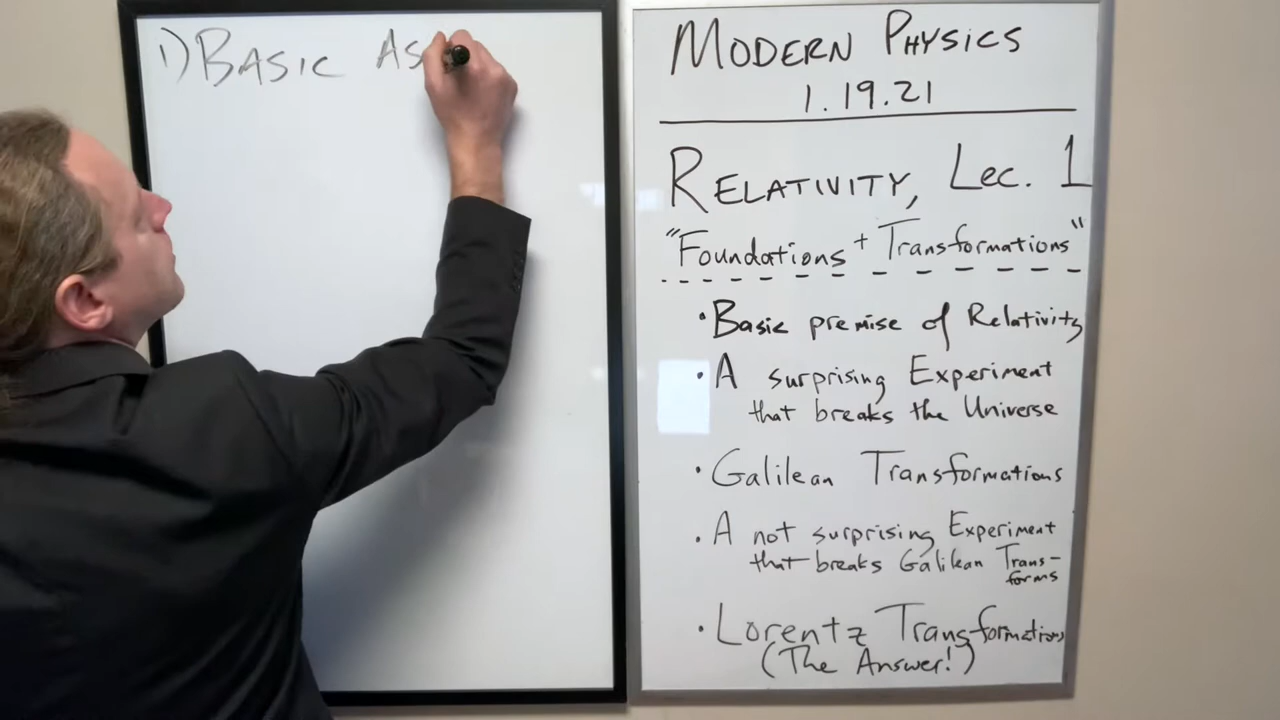 1) BASIC AS
MODERN PHYSICS
1.19.21
RELATIVITY, Lec. 1
"Foundations + Transformations"
• Basic premise of Relativity
• A surprising Experiment
that breaks the Universe
• Galilean Transformations
• A not surprising Experiment
that breaks Galilean Trans-
forms
• Lorentz Transformations
(The Answer!)